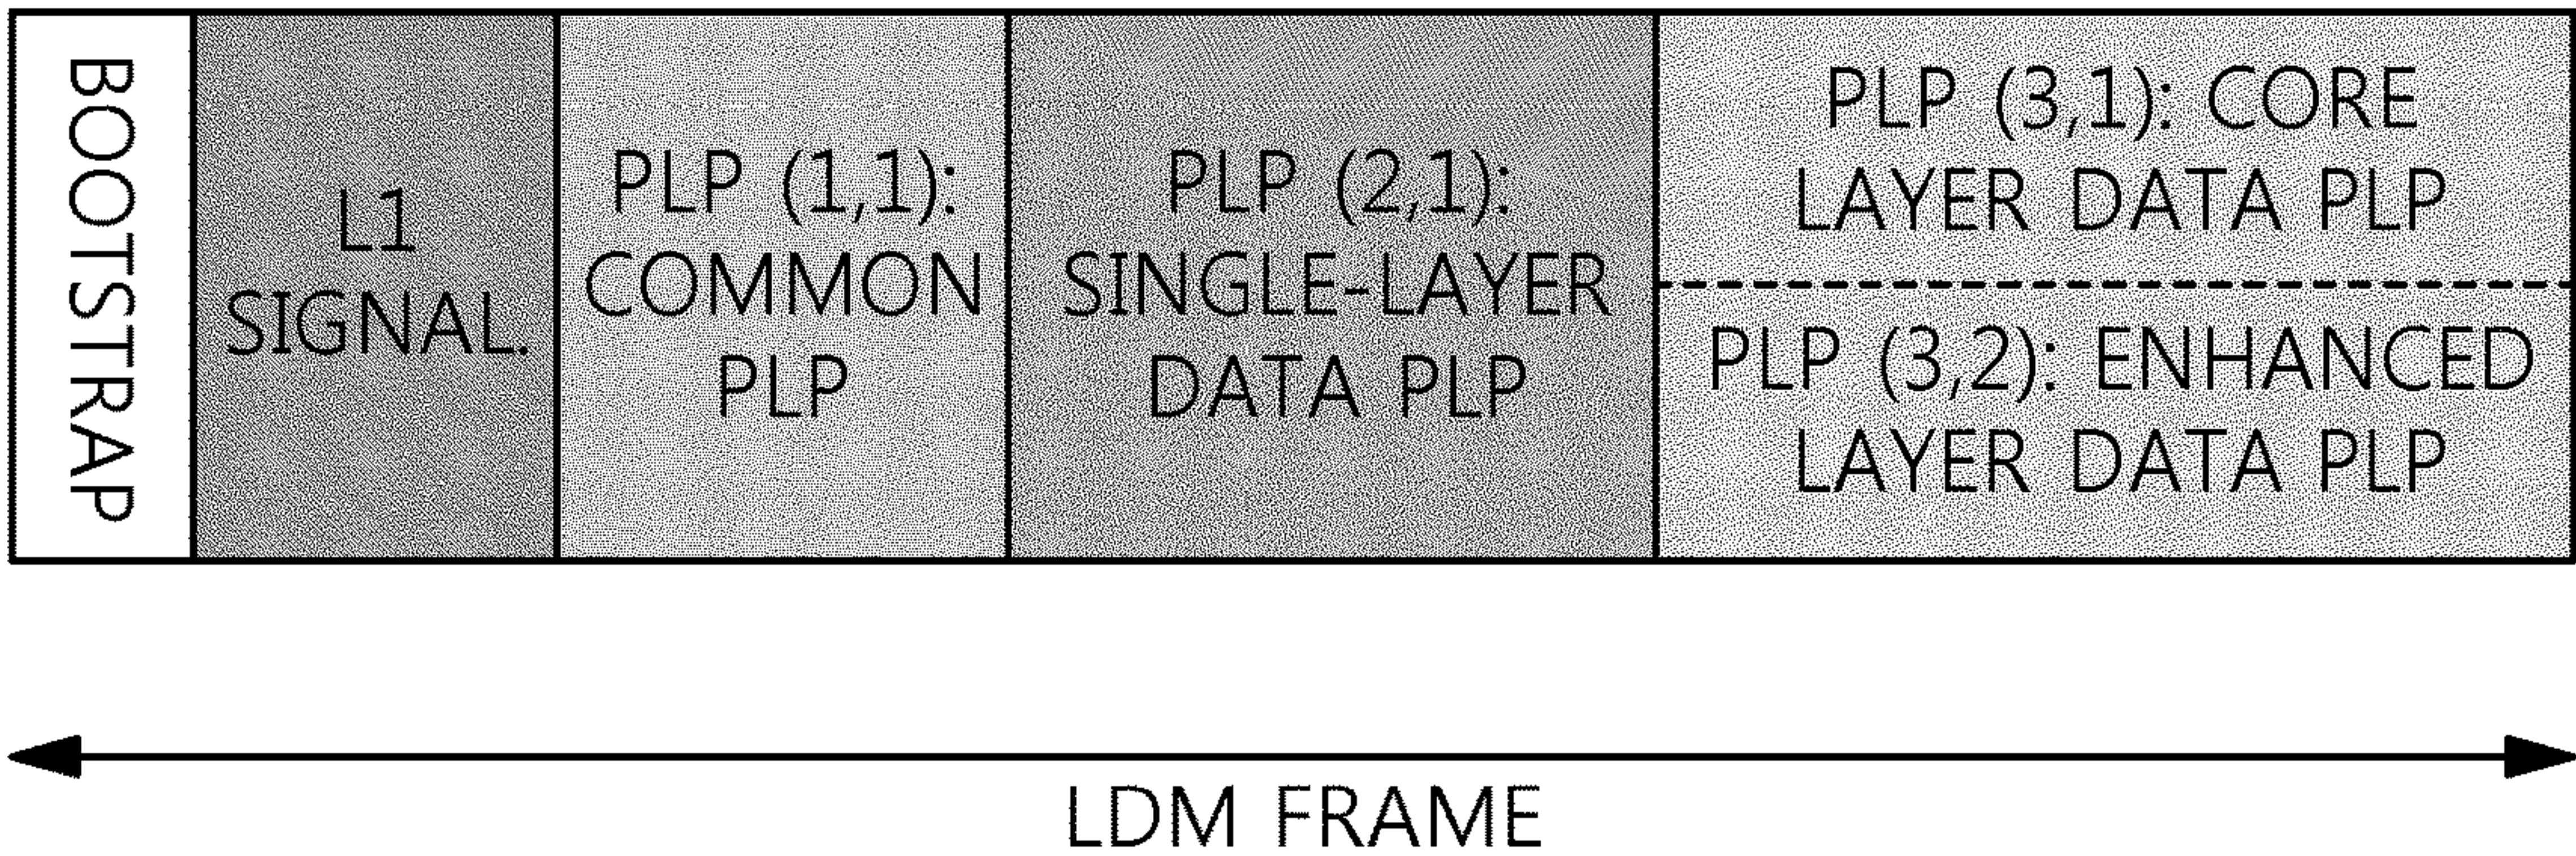 BOOTSTRAP
L1
SIGNAL.
PLP (1,1):
COMMON
PLP
PLP (2,1):
SINGLE-LAYER
DATA PLP
PLP (3,1): CORE
LAYER DATA PLP
PLP (3,2): ENHANCED
LAYER DATA PLP
LDM FRAME